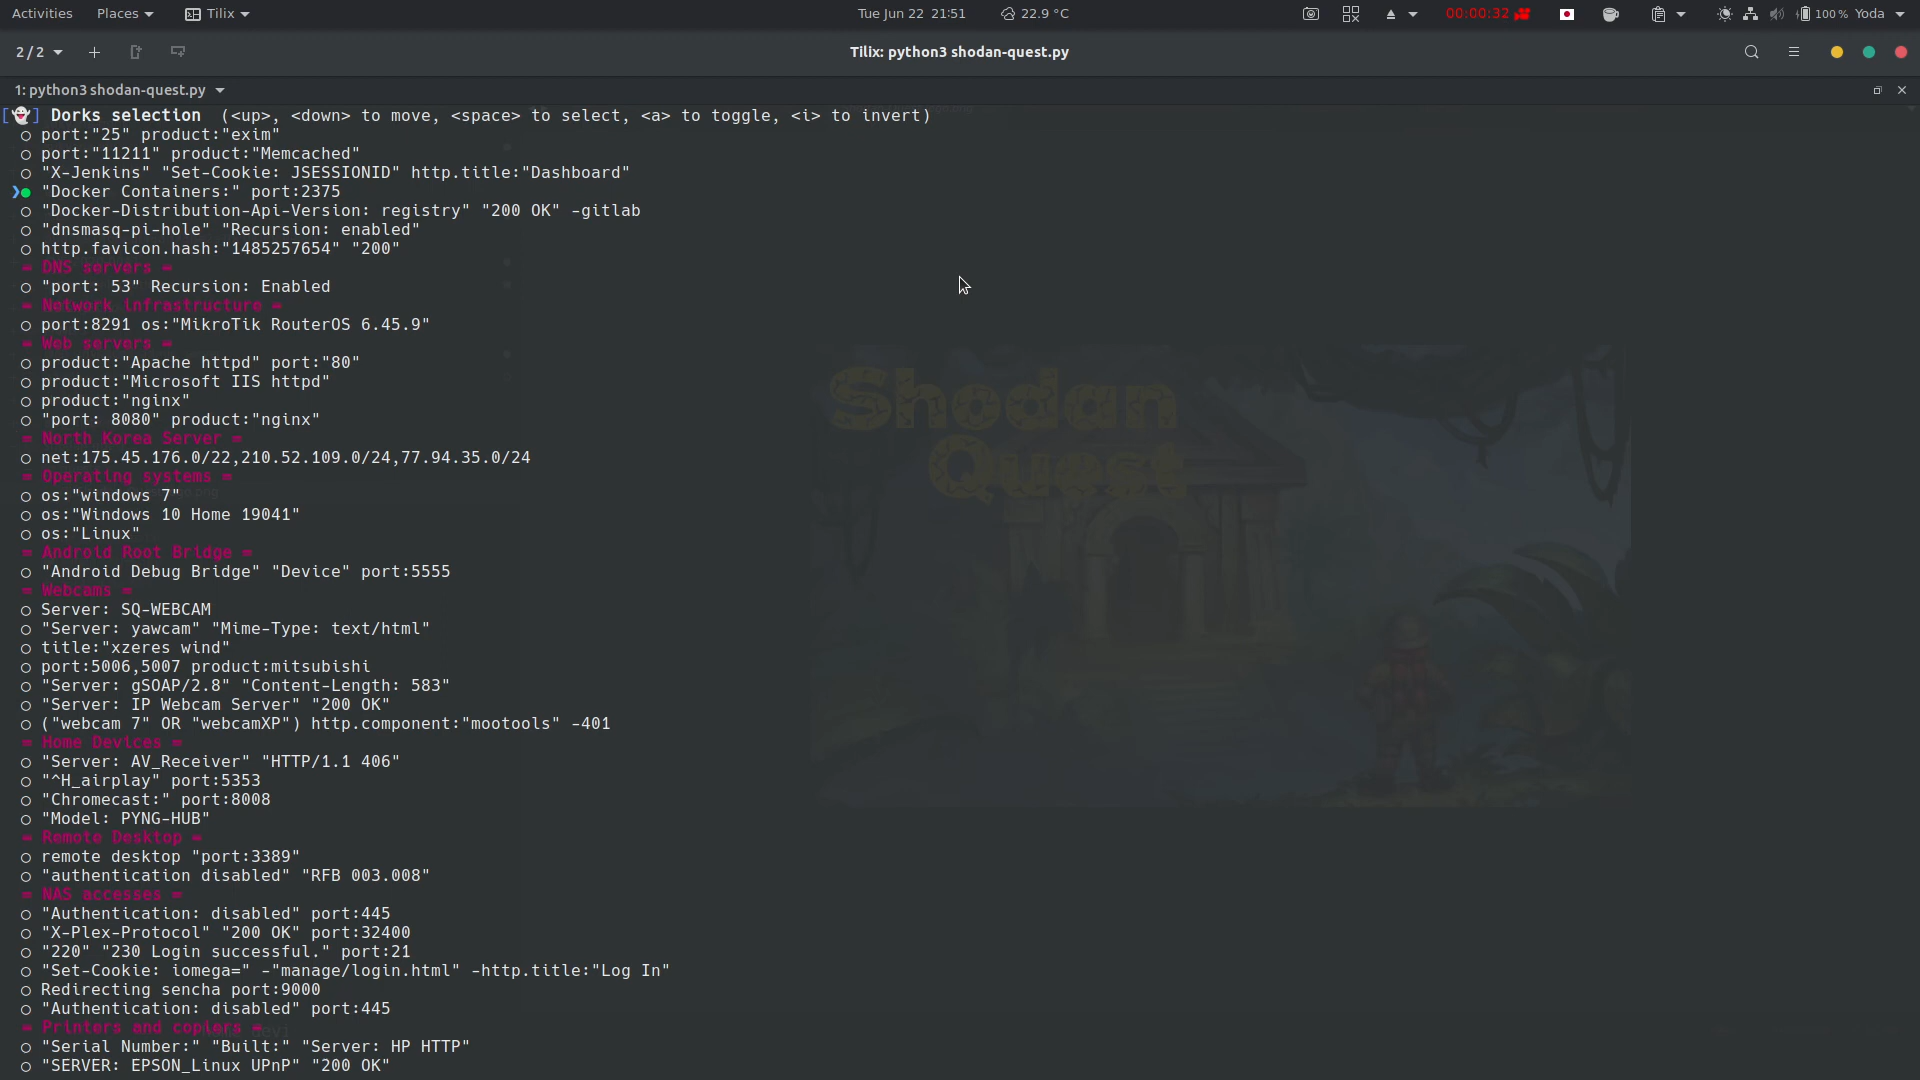 Activities Places Tilix Tue Jun 22 21:51 22.9 °C 00:00:32 100 % Yoda
2 / 2 Tilix: python3 shodan-quest.py
1: python3 shodan-quest.py
[👻] Dorks selection (<up>, <down> to move, <space> to select, <a> to toggle, <i> to invert)
○ port:"25" product:"exim"
○ port:"11211" product:"Memcached"
○ "X-Jenkins" "Set-Cookie: JSESSIONID" http.title:"Dashboard"
❯● "Docker Containers:" port:2375
○ "Docker-Distribution-Api-Version: registry" "200 OK" -gitlab
○ "dnsmasq-pi-hole" "Recursion: enabled"
○ http.favicon.hash:"1485257654" "200"
= DNS servers =
○ "port: 53" Recursion: Enabled
= Network infrastructure =
○ port:8291 os:"MikroTik RouterOS 6.45.9"
= Web servers =
○ product:"Apache httpd" port:"80"
○ product:"Microsoft IIS httpd"
○ product:"nginx"
○ "port: 8080" product:"nginx"
= North Korea Server =
○ net:175.45.176.0/22,210.52.109.0/24,77.94.35.0/24
= Operating systems =
○ os:"windows 7"
○ os:"Windows 10 Home 19041"
○ os:"Linux"
= Android Root Bridge =
○ "Android Debug Bridge" "Device" port:5555
= Webcams =
○ Server: SQ-WEBCAM
○ "Server: yawcam" "Mime-Type: text/html"
○ title:"xzeres wind"
○ port:5006,5007 product:mitsubishi
○ "Server: gSOAP/2.8" "Content-Length: 583"
○ "Server: IP Webcam Server" "200 OK"
○ ("webcam 7" OR "webcamXP") http.component:"mootools" -401
= Home Devices =
○ "Server: AV_Receiver" "HTTP/1.1 406"
○ "^H_airplay" port:5353
○ "Chromecast:" port:8008
○ "Model: PYNG-HUB"
= Remote Desktop =
○ remote desktop "port:3389"
○ "authentication disabled" "RFB 003.008"
= NAS accesses =
○ "Authentication: disabled" port:445
○ "X-Plex-Protocol" "200 OK" port:32400
○ "220" "230 Login successful." port:21
○ "Set-Cookie: iomega=" -"manage/login.html" -http.title:"Log In"
○ Redirecting sencha port:9000
○ "Authentication: disabled" port:445
= Printers and copiers =
○ "Serial Number:" "Built:" "Server: HP HTTP"
○ "SERVER: EPSON_Linux UPnP" "200 OK"
Shodan
Quest